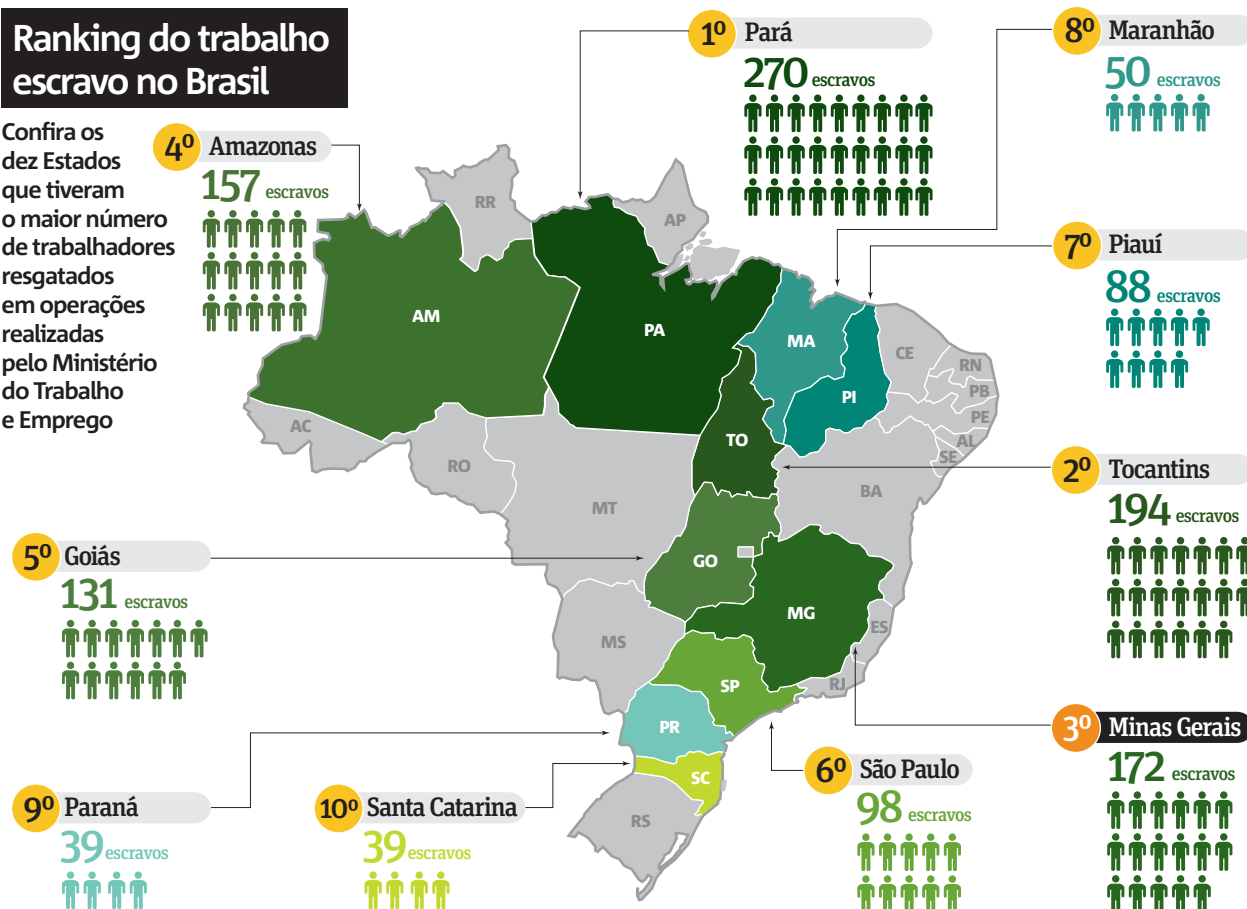 Ranking do trabalho
escravo no Brasil
Confira os
dez Estados
que tiveram
o maior número
de trabalhadores
resgatados
em operações
realizadas
pelo Ministério
do Trabalho
e Emprego
1º Pará
270 escravos
8º Maranhão
50 escravos
4º Amazonas
157 escravos
7º Piauí
88 escravos
2º Tocantins
194 escravos
5º Goiás
131 escravos
3º Minas Gerais
172 escravos
6º São Paulo
98 escravos
9º Paraná
39 escravos
10º Santa Catarina
39 escravos
RR
AP
AM
PA
MA
CE
RN
PB
PI
PE
AL
SE
AC
TO
RO
BA
MT
GO
MG
ES
MS
SP
RJ
PR
SC
RS